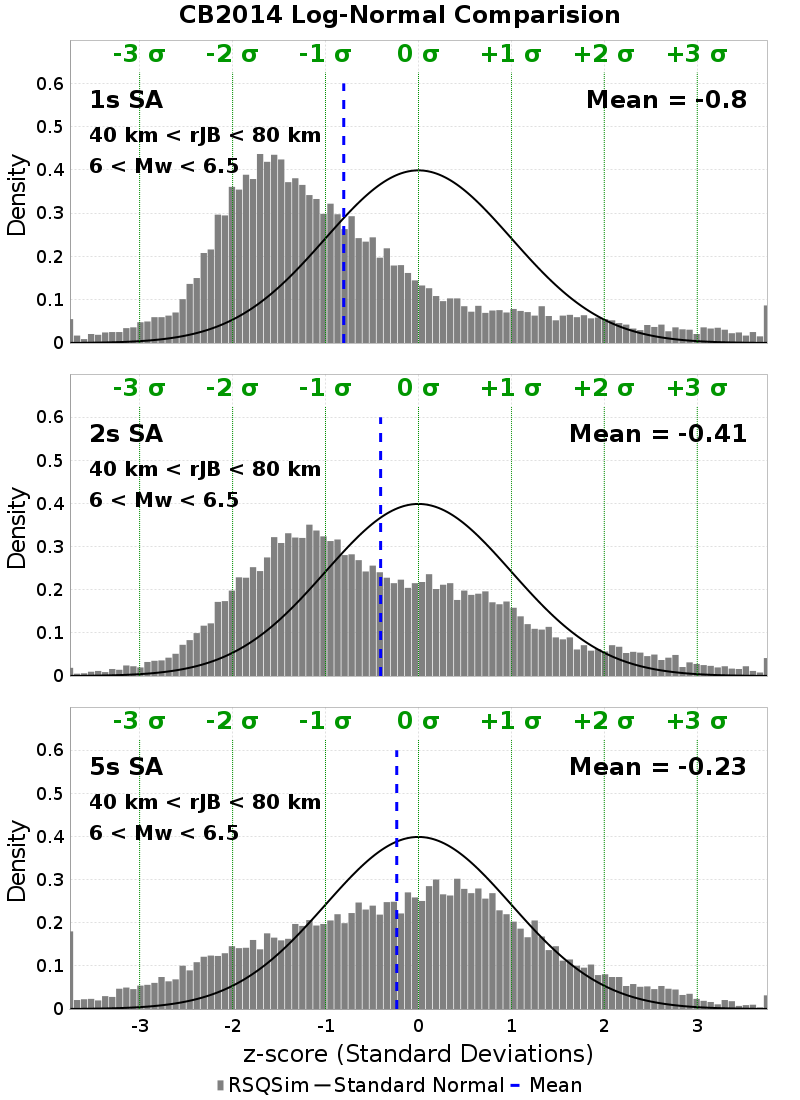 CB2014 Log-Normal Comparision
-3 σ -2 σ -1 σ 0 σ +1 σ +2 σ +3 σ
1s SA
Mean = -0.8
40 km < rJB < 80 km
6 < Mw < 6.5
0.6
0.5
0.4
0.3
0.2
0.1
0
Density
-3 σ -2 σ -1 σ 0 σ +1 σ +2 σ +3 σ
2s SA
Mean = -0.41
40 km < rJB < 80 km
6 < Mw < 6.5
0.6
0.5
0.4
0.3
0.2
0.1
0
Density
-3 σ -2 σ -1 σ 0 σ +1 σ +2 σ +3 σ
5s SA
Mean = -0.23
40 km < rJB < 80 km
6 < Mw < 6.5
0.6
0.5
0.4
0.3
0.2
0.1
0
Density
-3 -2 -1 0 1 2 3
z-score (Standard Deviations)
RSQSim Standard Normal Mean